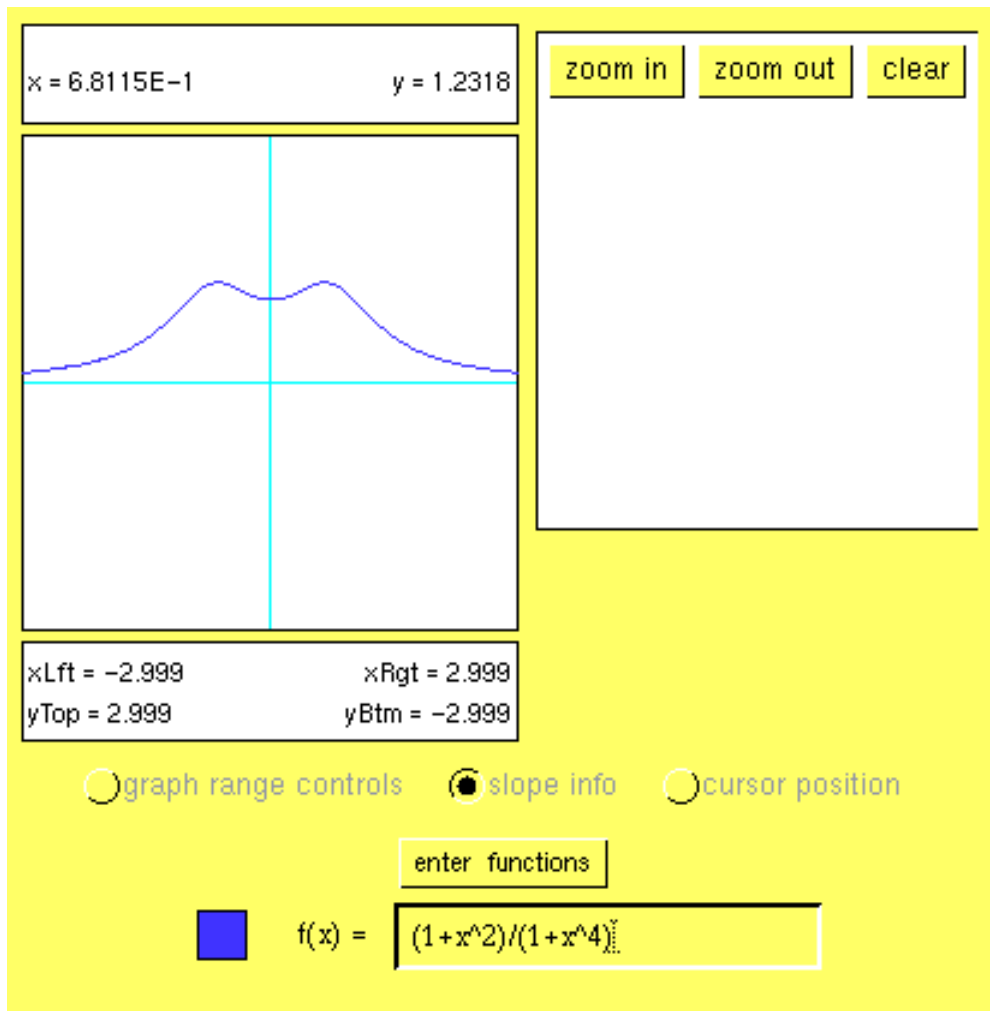 x = 6.8115E−1 y = 1.2318
zoom in zoom out clear
xLft = −2.999 xRgt = 2.999
yTop = 2.999 yBtm = −2.999
graph range controls slope info cursor position
enter functions
f(x) = (1+x^2)/(1+x^4)